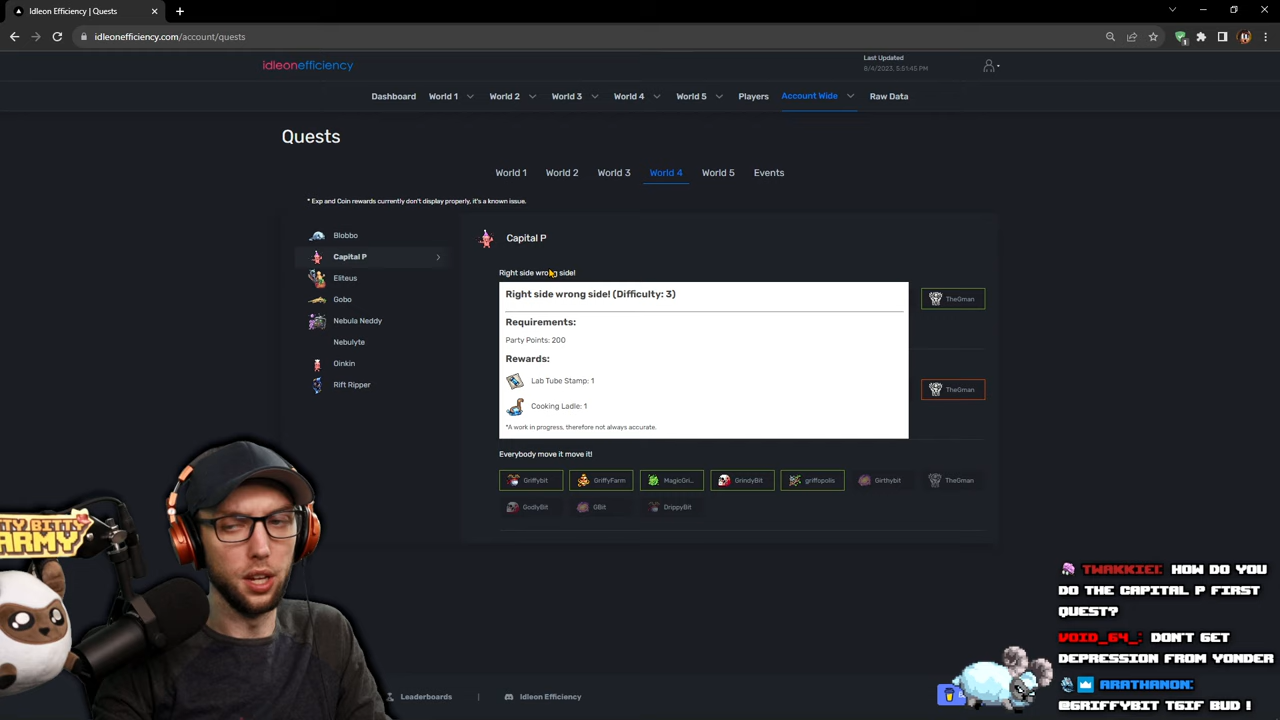 Idleon Efficiency | Quests
idleonefficiency.com/account/quests
idleonefficiency
Last Updated
8/4/2023, 5:51:45 PM
Dashboard World 1 World 2 World 3 World 4 World 5 Players Account Wide Raw Data
Quests
World 1 World 2 World 3 World 4 World 5 Events
* Exp and Coin rewards currently don't display properly, it's a known issue.
Blobbo
Capital P
Eliteus
Gobo
Nebula Neddy
Nebulyte
Oinkin
Rift Ripper
Capital P
Right side wrong side!
Right side wrong side! (Difficulty: 3)
Requirements:
Party Points: 200
Rewards:
Lab Tube Stamp: 1
Cooking Ladle: 1
*A work in progress, therefore not always accurate.
TheGman
TheGman
Everybody move it move it!
Griffybit GriffyFarm MagicGri... GrindyBit griffopolis Girthybit TheGman
GodlyBit GBit DrippyBit
Leaderboards | Idleon Efficiency
TTY BITTY
ARMY
TWAKKIE: HOW DO YOU
DO THE CAPITAL P FIRST
QUEST?
VOID_64_: DON'T GET
DEPRESSION FROM YONDER
ARATHANON:
@GRIFFYBIT TGIF BUD !